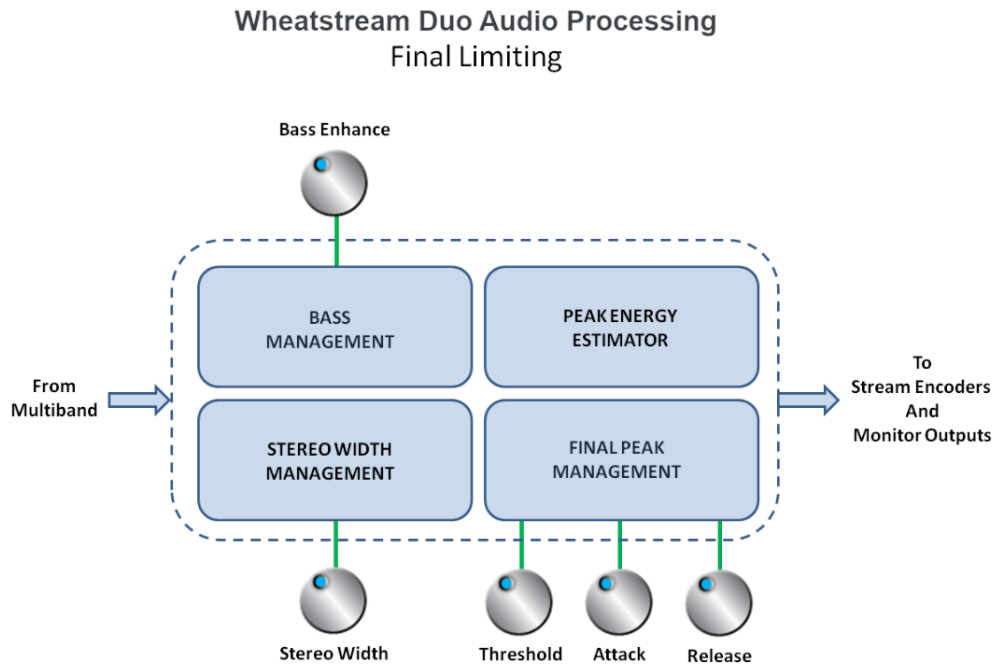 Wheatstream Duo Audio Processing
Final Limiting
Bass Enhance
BASS
MANAGEMENT
PEAK ENERGY
ESTIMATOR
From
Multiband
To
Stream Encoders
And
Monitor Outputs
STEREO WIDTH
MANAGEMENT
FINAL PEAK
MANAGEMENT
Stereo Width
Threshold
Attack
Release